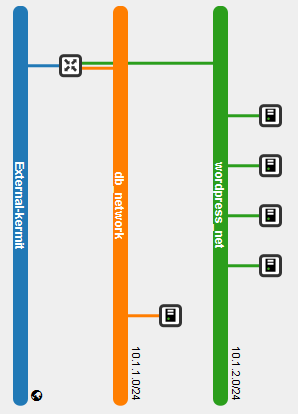 External-kermit
db_network
10.1.1.0/24
wordpress_net
10.1.2.0/24